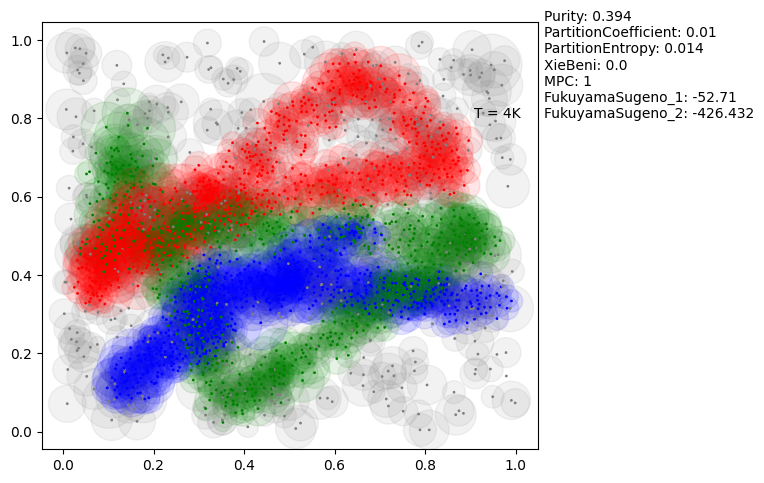 Purity: 0.394
PartitionCoefficient: 0.01
PartitionEntropy: 0.014
XieBeni: 0.0
MPC: 1
FukuyamaSugeno_1: -52.71
FukuyamaSugeno_2: -426.432
1.0
0.8
0.6
0.4
0.2
0.0
T = 4K
0.0 0.2 0.4 0.6 0.8 1.0